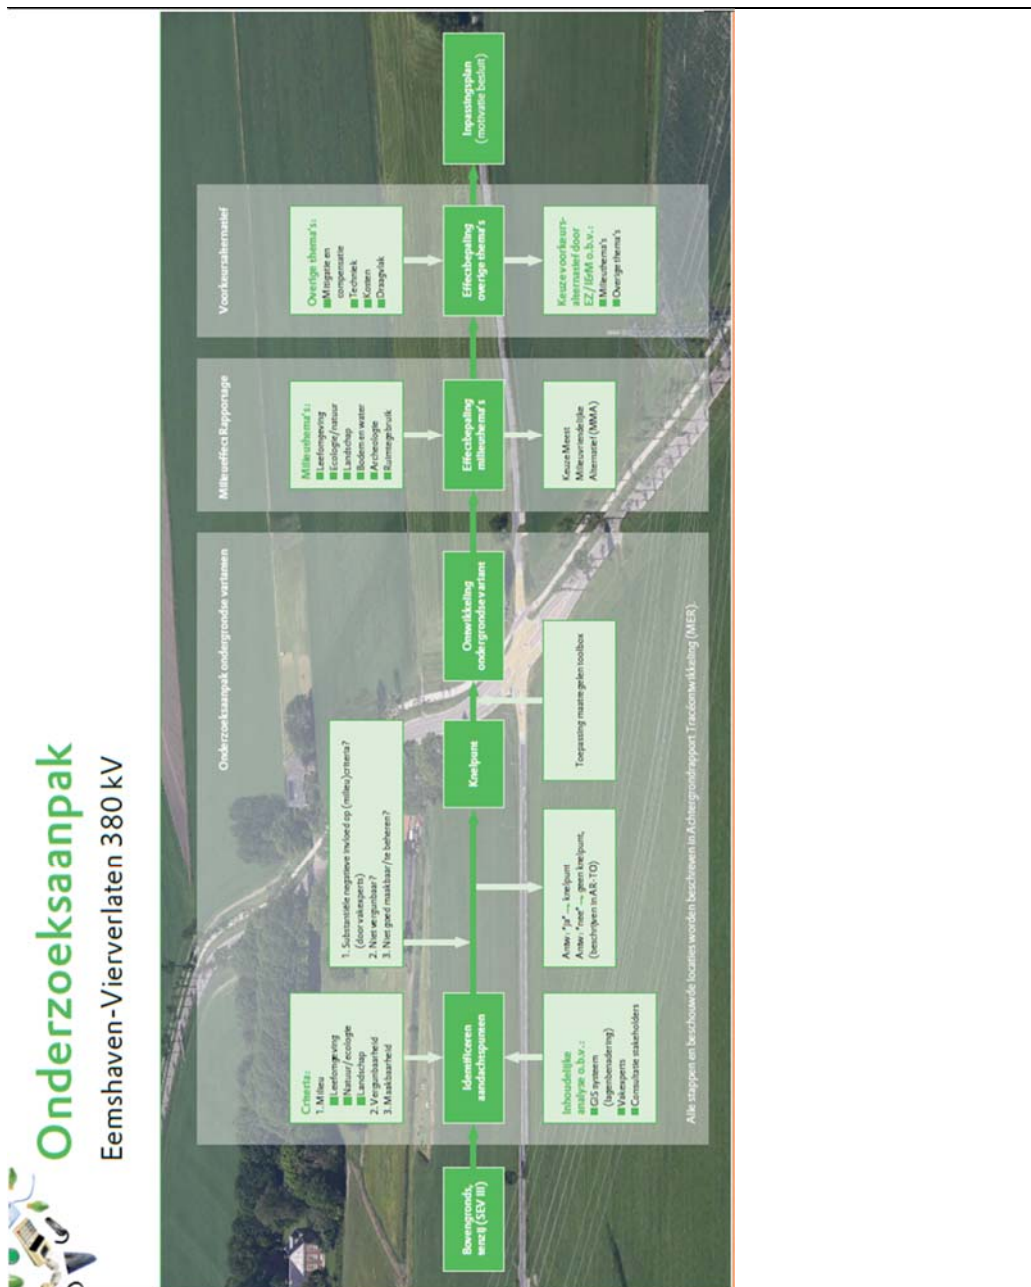 Onderzoeksaanpak
Eemshaven-Vierverlaten 380 kV
Bovengronds,
tenzij (SEV III)
Onderzoeksaanpak ondergrondse varianten
Criteria:
1. Milieu
Leefomgeving
Natuur/ ecologie
Landschap
2. Vergunbaarheid
3. Maakbaarheid
Identificeren
aandachtspunten
Inhoudelijke
analyse o.b.v.:
GIS systeem
(lagenbenadering)
Vakexperts
Consultatie stakeholders
1. Substantiële negatieve invloed op (milieu)criteria?
(door vakexperts)
2. Niet vergunbaar?
3. Niet goed maakbaar/te beheren?
Antw: "ja" → knelpunt
Antw: "nee" → geen knelpunt,
(beschrijven in AR-TO)
Knelpunt
Toepassing maatregelen toolbox
Ontwikkeling
ondergrondse variant
Alle stappen en beschouwde locaties worden beschreven in Achtergrondrapport Tracéontwikkeling (MER).
Milieueffect Rapportage
Milieuthema's:
Leefomgeving
Ecologie/natuur
Landschap
Bodem en water
Archeologie
Ruimtegebruik
Effectbepaling
milieuthema's
Keuze Meest
Milieuvriendelijke
Alternatief (MMA)
Voorkeursalternatief
Overige thema's:
Mitigatie en
compensatie
Techniek
Kosten
Draagvlak
Effectbepaling
overige thema's
Keuze voorkeurs-
alternatief door
EZ / I&M o.b.v.:
Milieuthema's
Overige thema's
Inpassingsplan
(motivatie besluit)